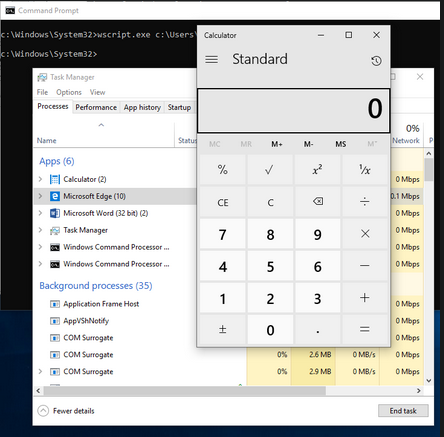 Command Prompt
c:\Windows\System32>wscript.exe c:\Users\
c:\Windows\System32>
Calculator
Standard
0
MC MR M+ M- MS M˅
% √ x² ¹/x
CE C ÷
7 8 9 ×
4 5 6 −
1 2 3 +
± 0 . =
Task Manager
File Options View
Processes Performance App history Startup
0%
Name Status Network
Apps (6)
Calculator (2) 0 Mbps
Microsoft Edge (10) 0.1 Mbps
Microsoft Word (32 bit) (2) 0 Mbps
Task Manager 0 Mbps
Windows Command Processor ... 0 Mbps
Windows Command Processor ... 0 Mbps
Background processes (35)
Application Frame Host 0 Mbps
AppVShNotify 0 Mbps
COM Surrogate 0 Mbps
COM Surrogate 0% 2.6 MB 0 MB/s 0 Mbps
COM Surrogate 0% 2.9 MB 0 MB/s 0 Mbps
Fewer details End task